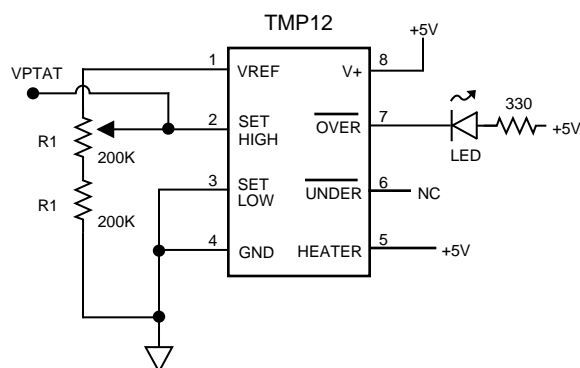 TMP12
VPTAT
R1
200K
R1
200K
1
2
3
4
VREF
SET
HIGH
SET
LOW
GND
V+
OVER
UNDER
HEATER
8
7
6
5
+5V
330
+5V
LED
NC
+5V